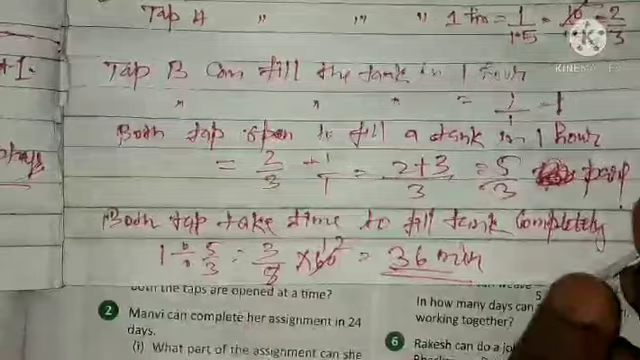 Tap A " " " 1 hr = 1/1.5 = 10/15 = 2/3
KINEMASTER
Tap B Can fill the tank in 1 hour
" " " = 1/1 = 1
Both tap open to fill a tank in 1 hour
= 2/3 + 1/1 = 2+3/3 = 5/3 part
Both tap take time to fill tank Completely
1 ÷ 5/3 = 3/5 × 60 = 36 min
both the taps are opened at a time?
2 Manvi can complete her assignment in 24
days.
(i) What part of the assignment can she
weave 5
In how many days can
working together?
6 Rakesh can do a jo